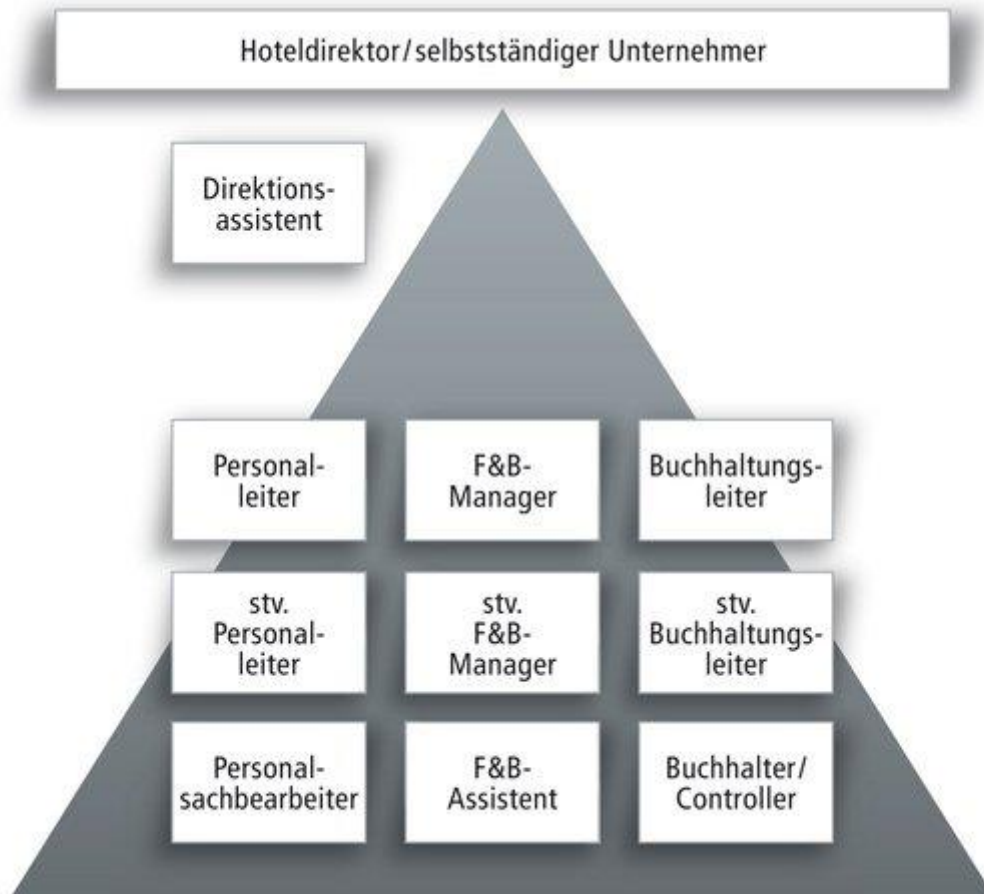 Hoteldirektor/selbstständiger Unternehmer
Direktions-
assistent
Personal-
leiter
F&B-
Manager
Buchhaltungs-
leiter
stv.
Personal-
leiter
stv.
F&B-
Manager
stv.
Buchhaltungs-
leiter
Personal-
sachbearbeiter
F&B-
Assistent
Buchhalter/
Controller